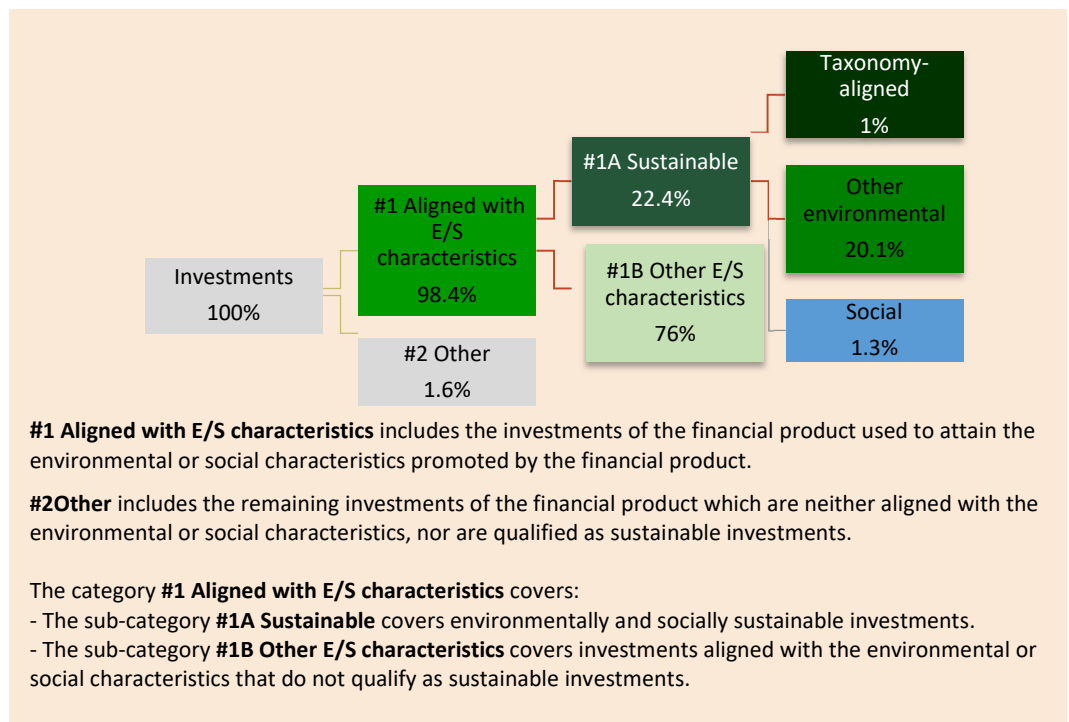 Investments
100%
#1 Aligned with
E/S
characteristics
98.4%
#2 Other
1.6%
#1A Sustainable
22.4%
#1B Other E/S
characteristics
76%
Taxonomy-
aligned
1%
Other
environmental
20.1%
Social
1.3%
#1 Aligned with E/S characteristics includes the investments of the financial product used to attain the
environmental or social characteristics promoted by the financial product.
#2Other includes the remaining investments of the financial product which are neither aligned with the
environmental or social characteristics, nor are qualified as sustainable investments.
The category #1 Aligned with E/S characteristics covers:
- The sub-category #1A Sustainable covers environmentally and socially sustainable investments.
- The sub-category #1B Other E/S characteristics covers investments aligned with the environmental or
social characteristics that do not qualify as sustainable investments.